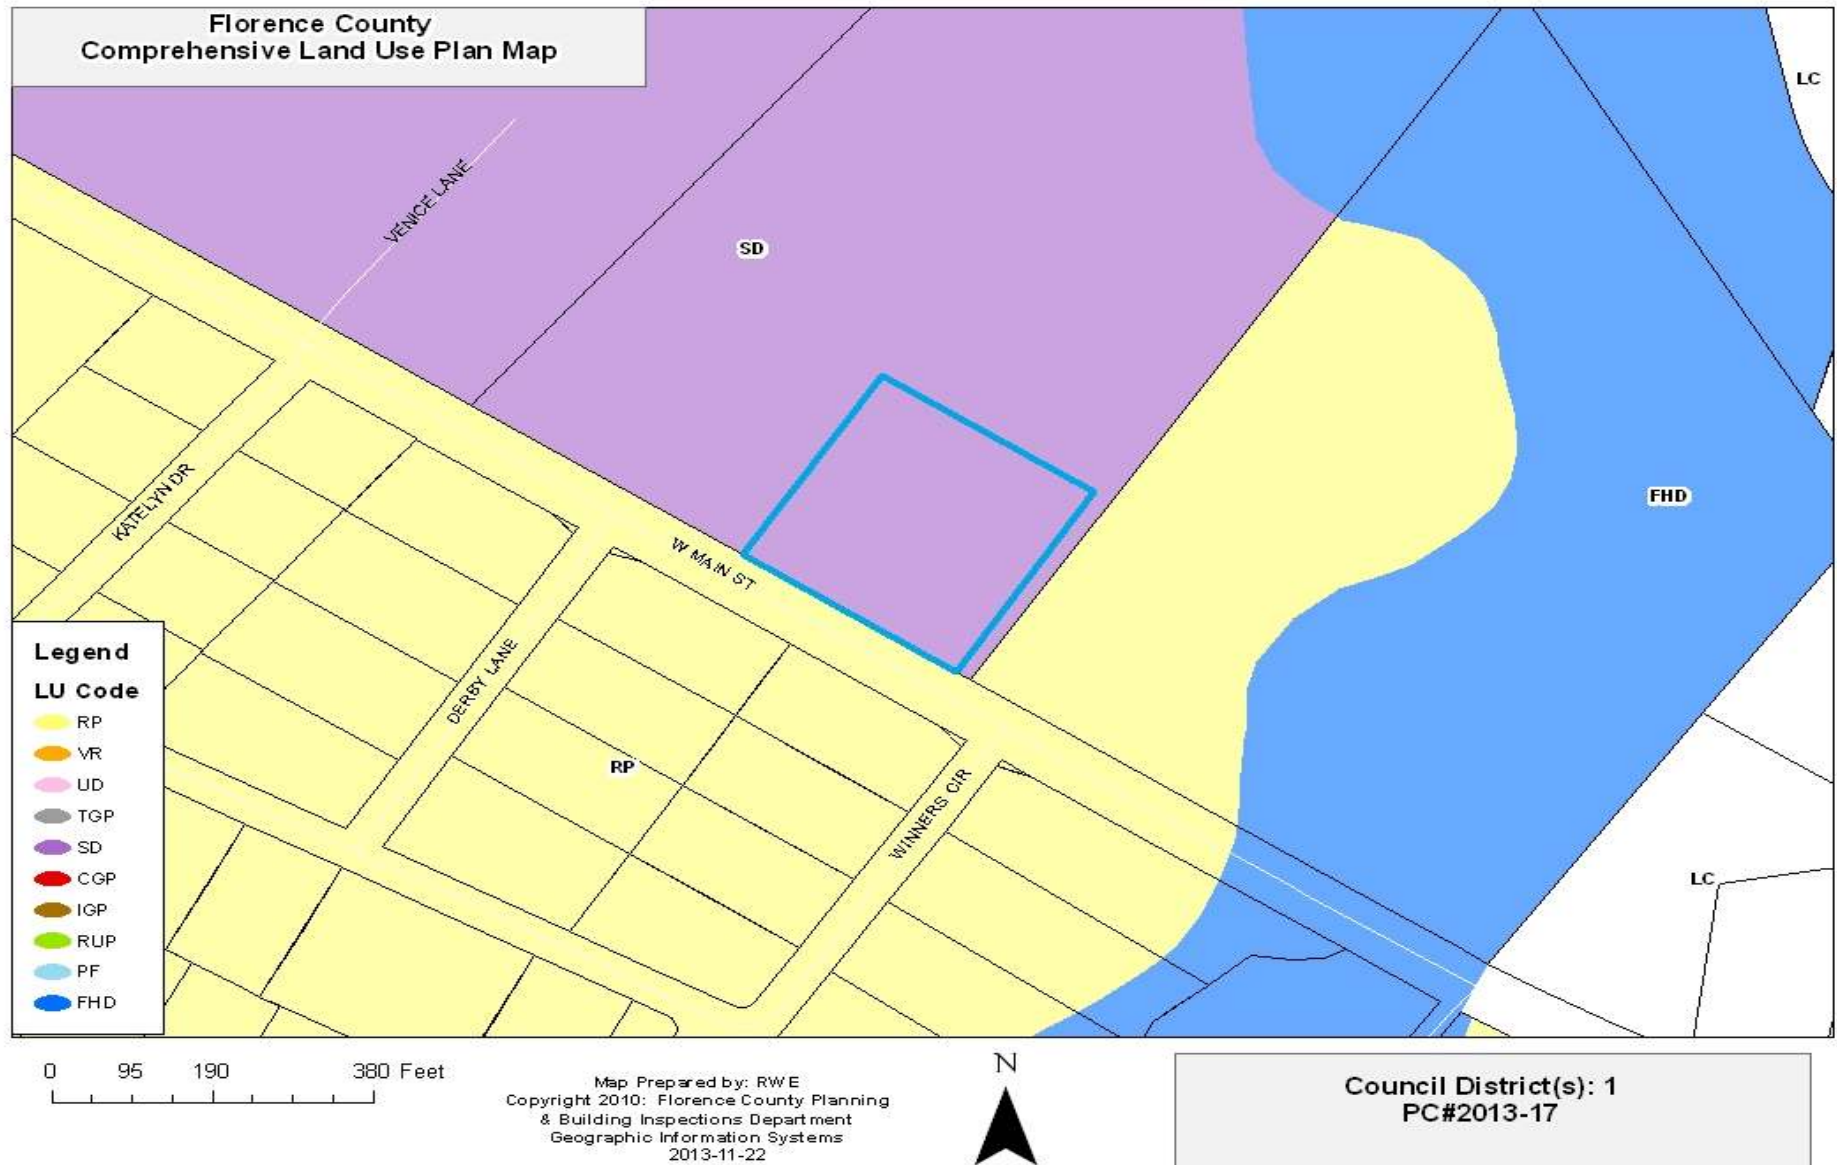 Florence County
Comprehensive Land Use Plan Map
LC
VENICE LANE
SD
KATELYN DR
W MAIN ST
FHD
DERBY LANE
RP
WINNERS CIR
LC
Legend
LU Code
RP
VR
UD
TGP
SD
CGP
IGP
RUP
PF
FHD
0 95 190 380 Feet
Map Prepared by: RWE
Copyright 2010: Florence County Planning
& Building Inspections Department
Geographic Information Systems
2013-11-22
N
Council District(s): 1
PC#2013-17